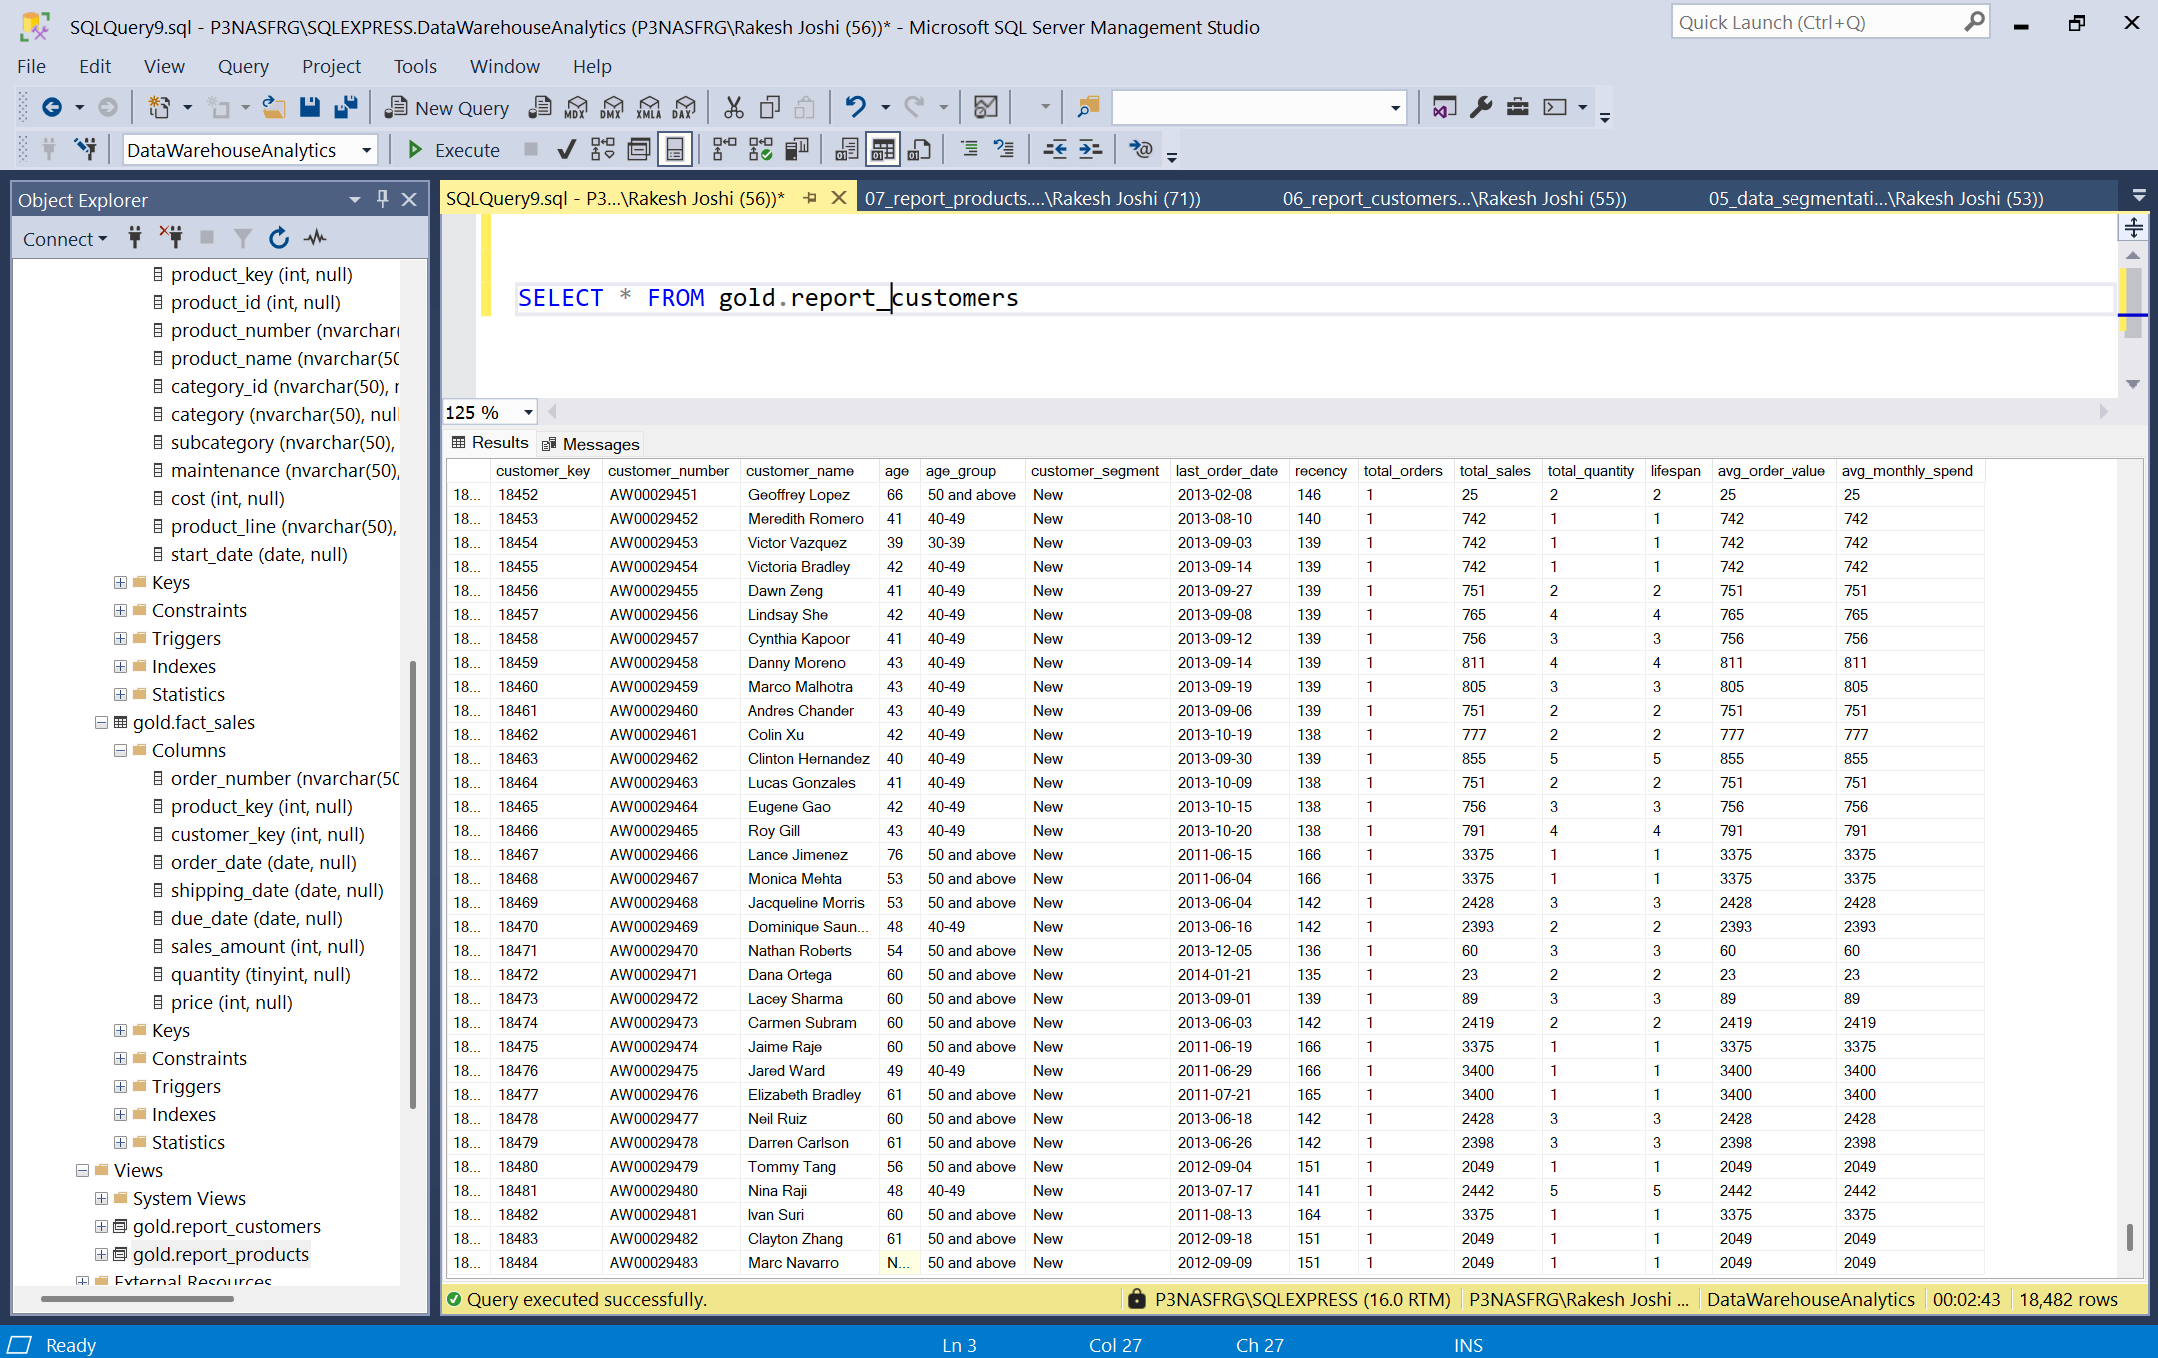 SQLQuery9.sql - P3NASFRG\SQLEXPRESS.DataWarehouseAnalytics (P3NASFRG\Rakesh Joshi (56))* - Microsoft SQL Server Management Studio
Quick Launch (Ctrl+Q)
File Edit View Query Project Tools Window Help
New Query MDX DMX XMLA DAX
DataWarehouseAnalytics Execute
Object Explorer
Connect
product_key (int, null)
product_id (int, null)
product_number (nvarchar(
product_name (nvarchar(50
category_id (nvarchar(50), r
category (nvarchar(50), null
subcategory (nvarchar(50),
maintenance (nvarchar(50),
cost (int, null)
product_line (nvarchar(50),
start_date (date, null)
Keys
Constraints
Triggers
Indexes
Statistics
gold.fact_sales
Columns
order_number (nvarchar(50
product_key (int, null)
customer_key (int, null)
order_date (date, null)
shipping_date (date, null)
due_date (date, null)
sales_amount (int, null)
quantity (tinyint, null)
price (int, null)
Keys
Constraints
Triggers
Indexes
Statistics
Views
System Views
gold.report_customers
gold.report_products
External Resources
SQLQuery9.sql - P3...\Rakesh Joshi (56))* 07_report_products....\Rakesh Joshi (71)) 06_report_customers...\Rakesh Joshi (55)) 05_data_segmentati...\Rakesh Joshi (53))
SELECT * FROM gold.report_customers
125 %
Results Messages
customer_key customer_number customer_name age age_group customer_segment last_order_date recency total_orders total_sales total_quantity lifespan avg_order_value avg_monthly_spend
18... 18452 AW00029451 Geoffrey Lopez 66 50 and above New 2013-02-08 146 1 25 2 2 25 25
18... 18453 AW00029452 Meredith Romero 41 40-49 New 2013-08-10 140 1 742 1 1 742 742
18... 18454 AW00029453 Victor Vazquez 39 30-39 New 2013-09-03 139 1 742 1 1 742 742
18... 18455 AW00029454 Victoria Bradley 42 40-49 New 2013-09-14 139 1 742 1 1 742 742
18... 18456 AW00029455 Dawn Zeng 41 40-49 New 2013-09-27 139 1 751 2 2 751 751
18... 18457 AW00029456 Lindsay She 42 40-49 New 2013-09-08 139 1 765 4 4 765 765
18... 18458 AW00029457 Cynthia Kapoor 41 40-49 New 2013-09-12 139 1 756 3 3 756 756
18... 18459 AW00029458 Danny Moreno 43 40-49 New 2013-09-14 139 1 811 4 4 811 811
18... 18460 AW00029459 Marco Malhotra 43 40-49 New 2013-09-19 139 1 805 3 3 805 805
18... 18461 AW00029460 Andres Chander 43 40-49 New 2013-09-06 139 1 751 2 2 751 751
18... 18462 AW00029461 Colin Xu 42 40-49 New 2013-10-19 138 1 777 2 2 777 777
18... 18463 AW00029462 Clinton Hernandez 40 40-49 New 2013-09-30 139 1 855 5 5 855 855
18... 18464 AW00029463 Lucas Gonzales 41 40-49 New 2013-10-09 138 1 751 2 2 751 751
18... 18465 AW00029464 Eugene Gao 42 40-49 New 2013-10-15 138 1 756 3 3 756 756
18... 18466 AW00029465 Roy Gill 43 40-49 New 2013-10-20 138 1 791 4 4 791 791
18... 18467 AW00029466 Lance Jimenez 76 50 and above New 2011-06-15 166 1 3375 1 1 3375 3375
18... 18468 AW00029467 Monica Mehta 53 50 and above New 2011-06-04 166 1 3375 1 1 3375 3375
18... 18469 AW00029468 Jacqueline Morris 53 50 and above New 2013-06-04 142 1 2428 3 3 2428 2428
18... 18470 AW00029469 Dominique Saun... 48 40-49 New 2013-06-16 142 1 2393 2 2 2393 2393
18... 18471 AW00029470 Nathan Roberts 54 50 and above New 2013-12-05 136 1 60 3 3 60 60
18... 18472 AW00029471 Dana Ortega 60 50 and above New 2014-01-21 135 1 23 2 2 23 23
18... 18473 AW00029472 Lacey Sharma 60 50 and above New 2013-09-01 139 1 89 3 3 89 89
18... 18474 AW00029473 Carmen Subram 60 50 and above New 2013-06-03 142 1 2419 2 2 2419 2419
18... 18475 AW00029474 Jaime Raje 60 50 and above New 2011-06-19 166 1 3375 1 1 3375 3375
18... 18476 AW00029475 Jared Ward 49 40-49 New 2011-06-29 166 1 3400 1 1 3400 3400
18... 18477 AW00029476 Elizabeth Bradley 61 50 and above New 2011-07-21 165 1 3400 1 1 3400 3400
18... 18478 AW00029477 Neil Ruiz 60 50 and above New 2013-06-18 142 1 2428 3 3 2428 2428
18... 18479 AW00029478 Darren Carlson 61 50 and above New 2013-06-26 142 1 2398 3 3 2398 2398
18... 18480 AW00029479 Tommy Tang 56 50 and above New 2012-09-04 151 1 2049 1 1 2049 2049
18... 18481 AW00029480 Nina Raji 48 40-49 New 2013-07-17 141 1 2442 5 5 2442 2442
18... 18482 AW00029481 Ivan Suri 60 50 and above New 2011-08-13 164 1 3375 1 1 3375 3375
18... 18483 AW00029482 Clayton Zhang 61 50 and above New 2012-09-18 151 1 2049 1 1 2049 2049
18... 18484 AW00029483 Marc Navarro N... 50 and above New 2012-09-09 151 1 2049 1 1 2049 2049
Query executed successfully. P3NASFRG\SQLEXPRESS (16.0 RTM) P3NASFRG\Rakesh Joshi ... DataWarehouseAnalytics 00:02:43 18,482 rows
Ready Ln 3 Col 27 Ch 27 INS